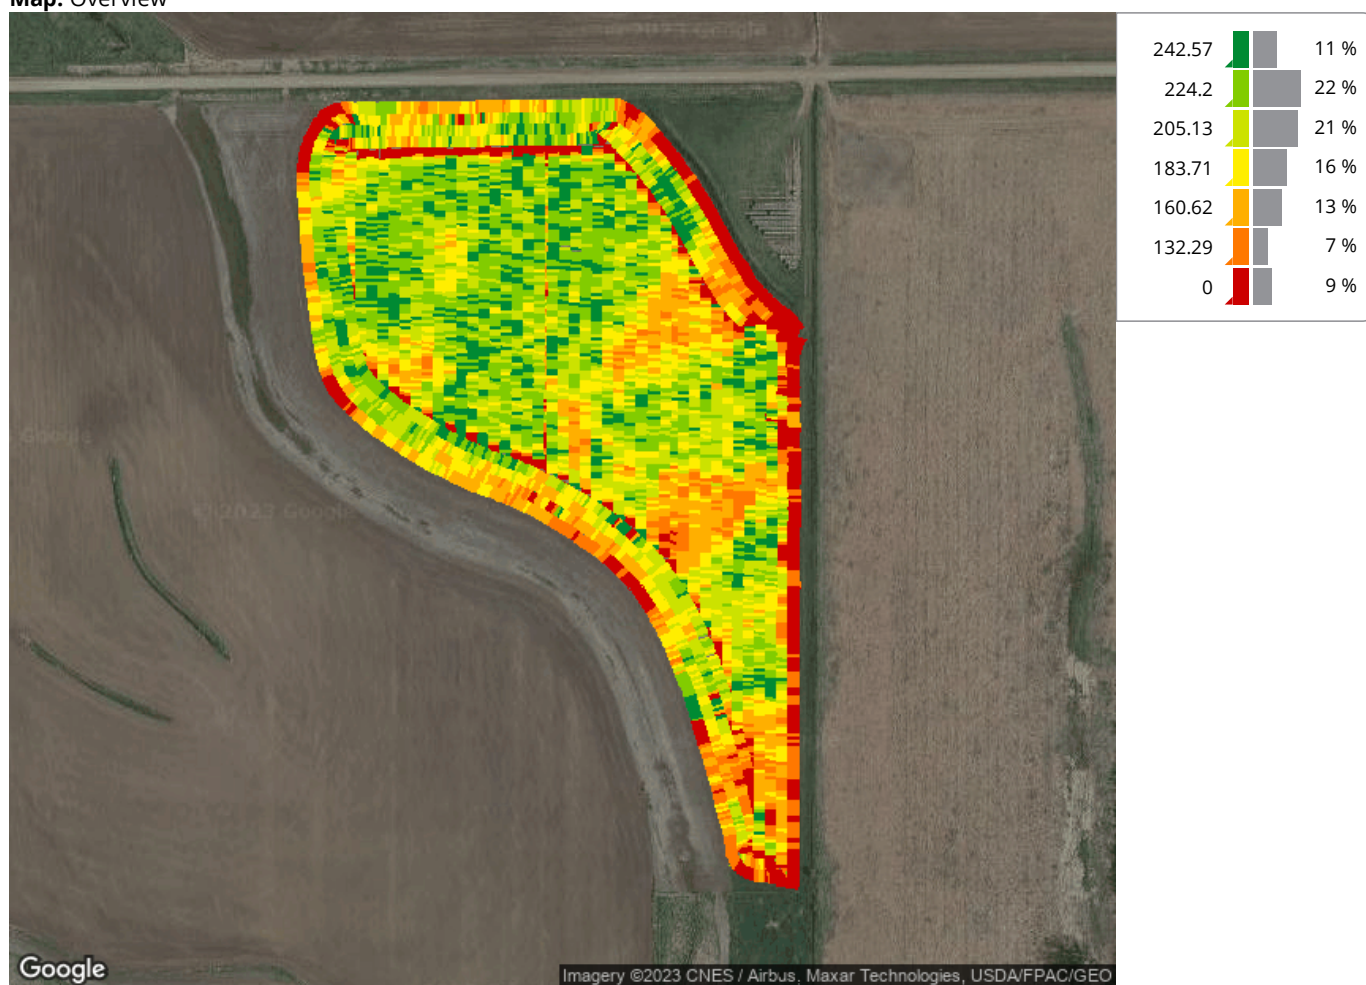 Map: Overview
242.57 11 %
224.2 22 %
205.13 21 %
183.71 16 %
160.62 13 %
132.29 7 %
0 9 %
Google
Imagery ©2023 CNES / Airbus, Maxar Technologies, USDA/FPAC/GEO